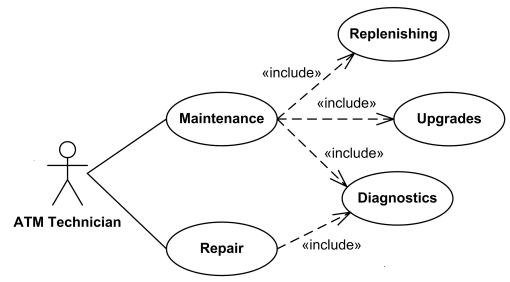 Replenishing
«include»
«include»
Maintenance
Upgrades
«include»
Diagnostics
ATM Technician
Repair
«include»